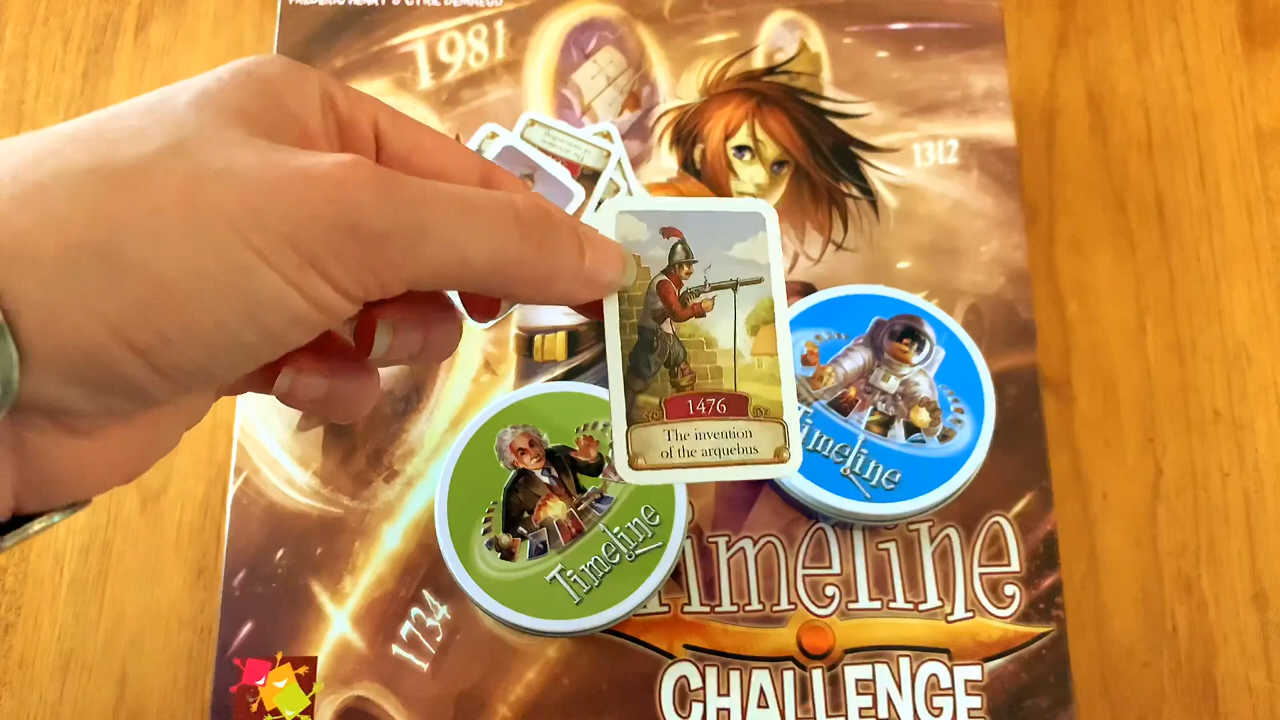 1981
1312
1476
The invention
of the arquebus
Timeline
Timeline
1734
Timeline
CHALLENGE